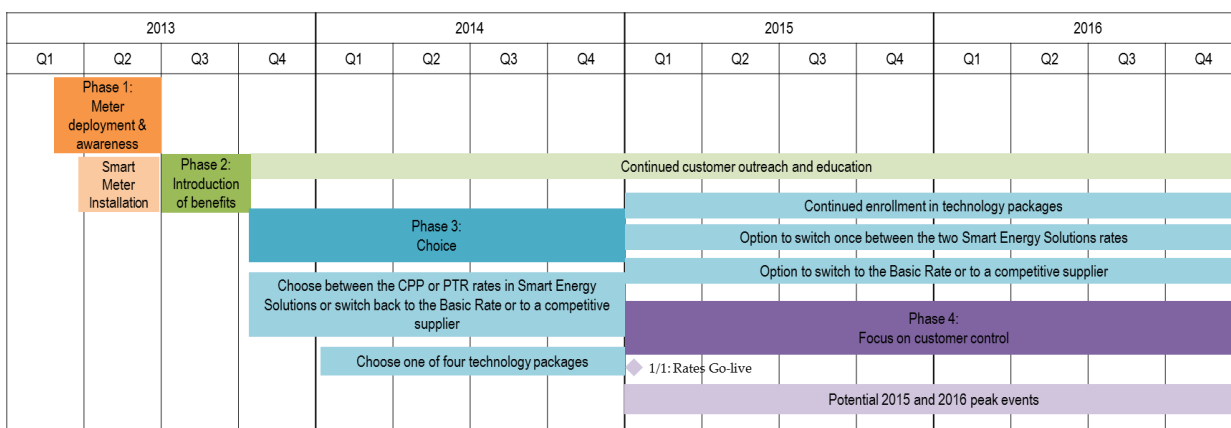 2013 2014 2015 2016
Q1 Q2 Q3 Q4 Q1 Q2 Q3 Q4 Q1 Q2 Q3 Q4 Q1 Q2 Q3 Q4
Phase 1:
Meter
deployment &
awareness
Smart
Meter
Installation
Phase 2:
Introduction
of benefits
Continued customer outreach and education
Continued enrollment in technology packages
Phase 3:
Choice
Option to switch once between the two Smart Energy Solutions rates
Option to switch to the Basic Rate or to a competitive supplier
Choose between the CPP or PTR rates in Smart Energy
Solutions or switch back to the Basic Rate or to a competitive
supplier
Phase 4:
Focus on customer control
Choose one of four technology packages
1/1: Rates Go-live
Potential 2015 and 2016 peak events